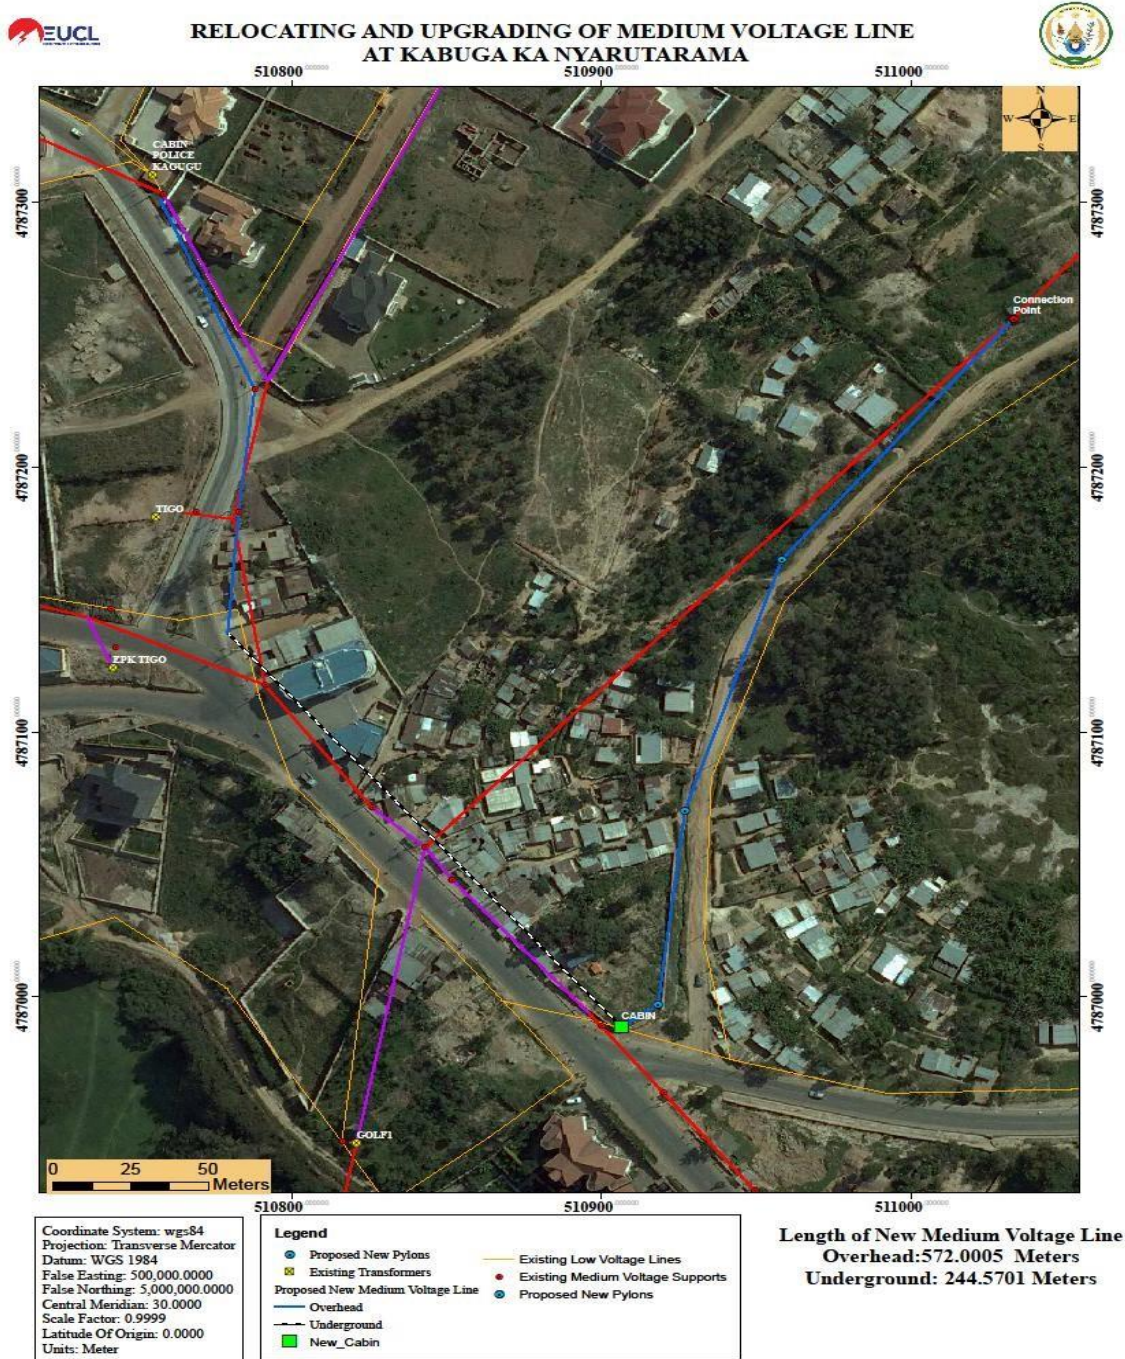 EUCL
RELOCATING AND UPGRADING OF MEDIUM VOLTAGE LINE
AT KABUGA KA NYARUTARAMA
510800
510900
511000
N
W
E
S
CABIN
POLICE
KAGUGU
4787300
4787300
Connection
Point
4787200
4787200
TIGO
EPK TIGO
4787100
4787100
4787000
4787000
CABIN
GOLF1
0 25 50
Meters
510800
510900
511000
Coordinate System: wgs84
Projection: Transverse Mercator
Datum: WGS 1984
False Easting: 500,000.0000
False Northing: 5,000,000.0000
Central Meridian: 30.0000
Scale Factor: 0.9999
Latitude Of Origin: 0.0000
Units: Meter
Legend
Proposed New Pylons
Existing Transformers
Proposed New Medium Voltage Line
Overhead
Underground
New_Cabin
Existing Low Voltage Lines
Existing Medium Voltage Supports
Proposed New Pylons
Length of New Medium Voltage Line
Overhead:572.0005 Meters
Underground: 244.5701 Meters